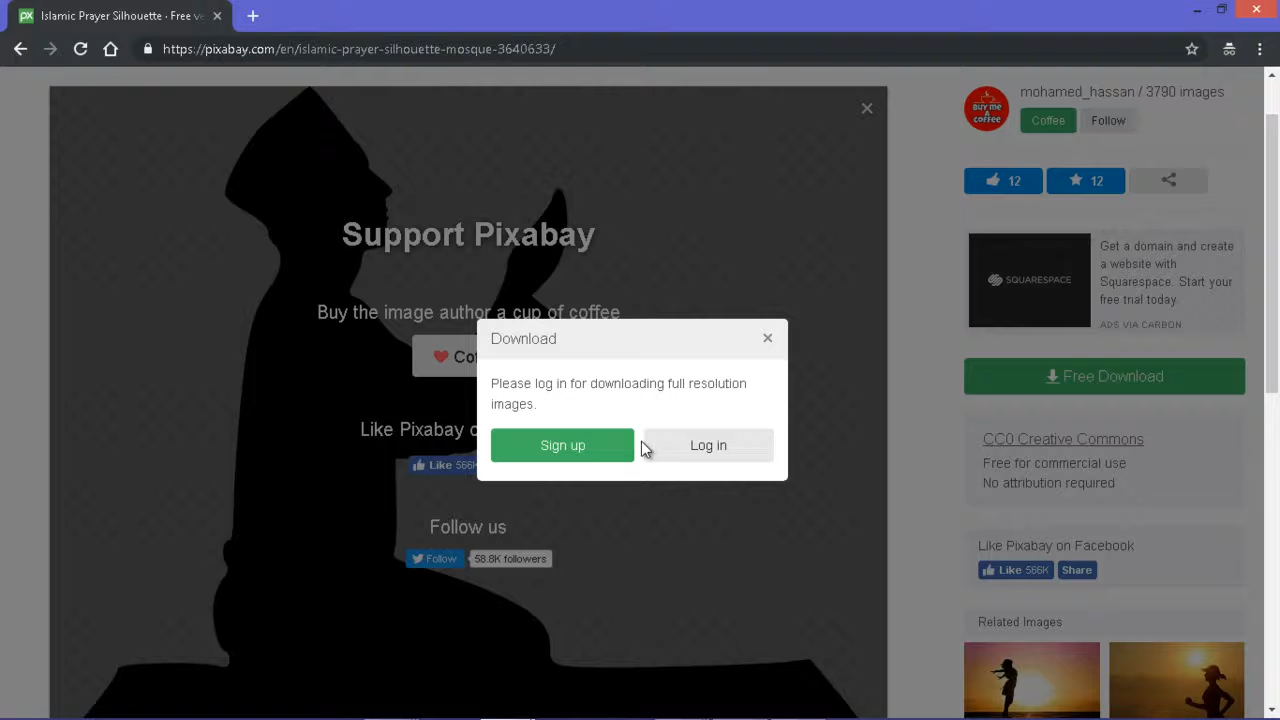 px
Islamic Prayer Silhouette · Free ve
https://pixabay.com/en/islamic-prayer-silhouette-mosque-3640633/
Support Pixabay
Buy the image author a cup of coffee
Like Pixabay
Like 566K
Follow us
Follow
58.8K followers
Download
Please log in for downloading full resolution
images.
Sign up
Log in
BUY ME
A
COFFEE
mohamed_hassan / 3790 images
Coffee
Follow
12
12
SQUARESPACE
Get a domain and create
a website with
Squarespace. Start your
free trial today.
ADS VIA CARBON
Free Download
CC0 Creative Commons
Free for commercial use
No attribution required
Like Pixabay on Facebook
Like 566K
Share
Related Images